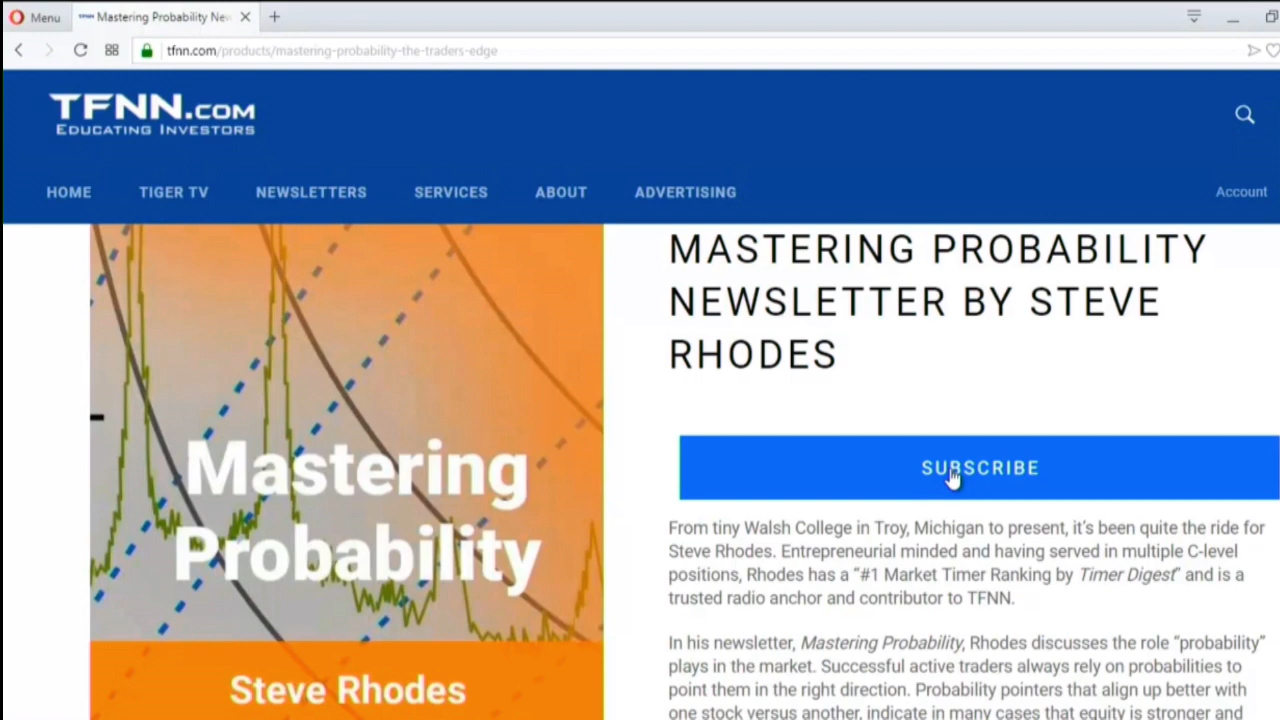 Menu
TFNN
Mastering Probability Nev
tfnn.com/products/mastering-probability-the-traders-edge
TFNN.COM
EDUCATING INVESTORS
HOME
TIGER TV
NEWSLETTERS
SERVICES
ABOUT
ADVERTISING
Account
Mastering
Probability
Steve Rhodes
MASTERING PROBABILITY
NEWSLETTER BY STEVE
RHODES
SUBSCRIBE
From tiny Walsh College in Troy, Michigan to present, it's been quite the ride for
Steve Rhodes. Entrepreneurial minded and having served in multiple C-level
positions, Rhodes has a “#1 Market Timer Ranking by Timer Digest” and is a
trusted radio anchor and contributor to TFNN.
In his newsletter, Mastering Probability, Rhodes discusses the role “probability”
plays in the market. Successful active traders always rely on probabilities to
point them in the right direction. Probability pointers that align up better with
one stock versus another, indicate in many cases that equity is stronger and